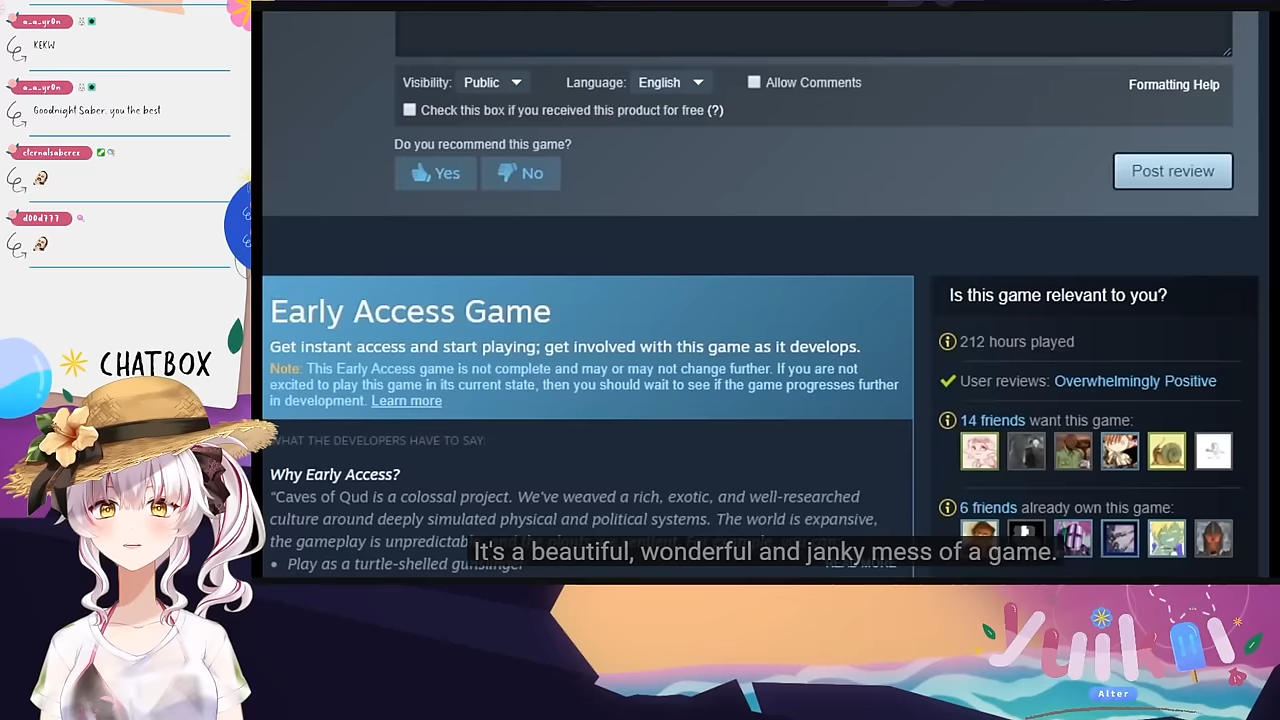 a_a_yr0n
KEKW
a_a_yr0n
Goodnight Saber. you the best
eternalsaberex
d00d777
CHATBOX
Visibility: Public
Language: English
Allow Comments
Formatting Help
Check this box if you received this product for free (?)
Do you recommend this game?
Yes
No
Post review
Early Access Game
Get instant access and start playing; get involved with this game as it develops.
Note: This Early Access game is not complete and may or may not change further. If you are not
excited to play this game in its current state, then you should wait to see if the game progresses further
in development. Learn more
WHAT THE DEVELOPERS HAVE TO SAY:
Why Early Access?
"Caves of Qud is a colossal project. We've weaved a rich, exotic, and well-researched
culture around deeply simulated physical and political systems. The world is expansive,
the gameplay is unpredictab
• Play as a turtle-shelled gunslinger
READ MORE
Is this game relevant to you?
212 hours played
User reviews: Overwhelmingly Positive
14 friends want this game:
6 friends already own this game:
It's a beautiful, wonderful and janky mess of a game.
Alter